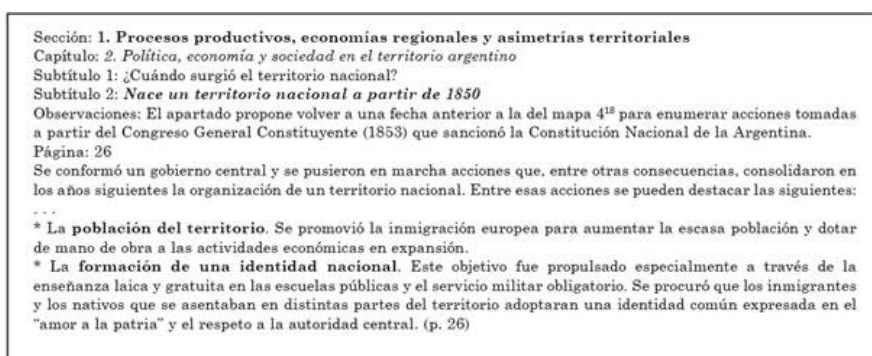 Sección: 1. Procesos productivos, economías regionales y asimetrías territoriales
Capítulo: 2. Política, economía y sociedad en el territorio argentino
Subtítulo 1: ¿Cuándo surgió el territorio nacional?
Subtítulo 2: Nace un territorio nacional a partir de 1850
Observaciones: El apartado propone volver a una fecha anterior a la del mapa 4¹⁸ para enumerar acciones tomadas
a partir del Congreso General Constituyente (1853) que sancionó la Constitución Nacional de la Argentina.
Página: 26
Se conformó un gobierno central y se pusieron en marcha acciones que, entre otras consecuencias, consolidaron en
los años siguientes la organización de un territorio nacional. Entre esas acciones se pueden destacar las siguientes:
. . .
* La población del territorio. Se promovió la inmigración europea para aumentar la escasa población y dotar
de mano de obra a las actividades económicas en expansión.
* La formación de una identidad nacional. Este objetivo fue propulsado especialmente a través de la
enseñanza laica y gratuita en las escuelas públicas y el servicio militar obligatorio. Se procuró que los inmigrantes
y los nativos que se asentaban en distintas partes del territorio adoptaran una identidad común expresada en el
"amor a la patria" y el respeto a la autoridad central. (p. 26)